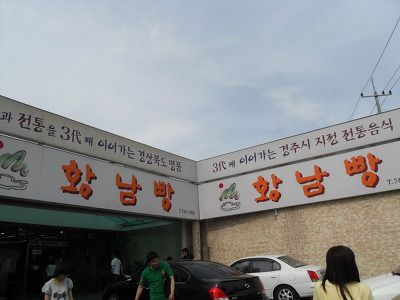 과 전통을 3代째 이어가는 경상북도 명품
황남빵
3代째 이어가는 경주시 지정 전통음식
황남빵